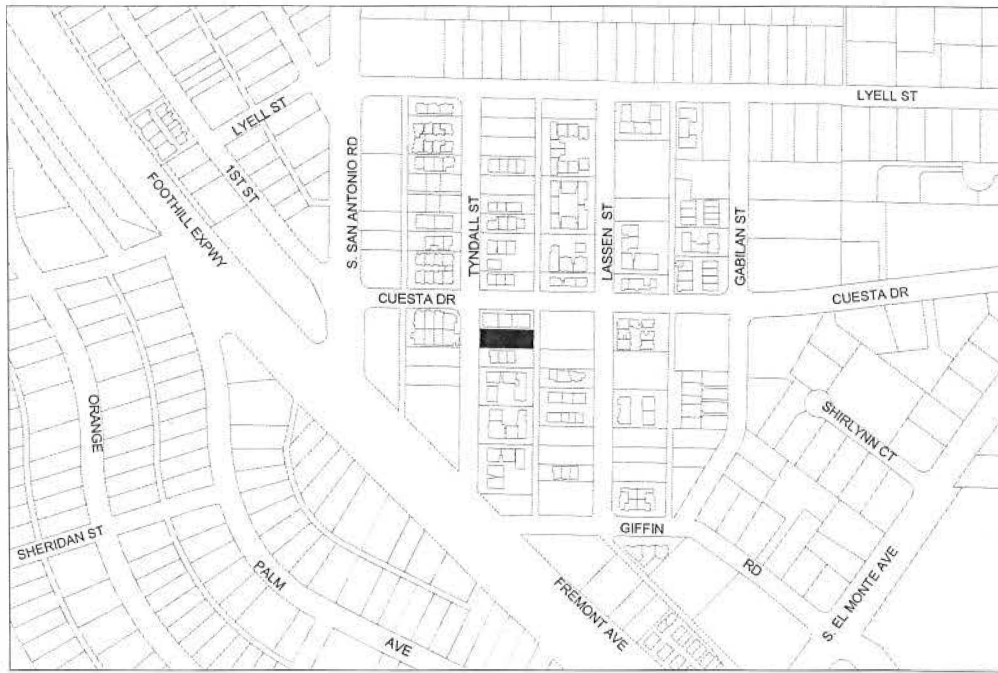 LYELL ST
LYELL ST
1ST ST
FOOTHILL EXPWY
S. SAN ANTONIO RD
TYNDALL ST
LASSEN ST
GABILAN ST
CUESTA DR
CUESTA DR
ORANGE
SHIRLYNN CT
SHERIDAN ST
PALM
AVE
GIFFIN
RD
FREMONT AVE
S. EL MONTE AVE